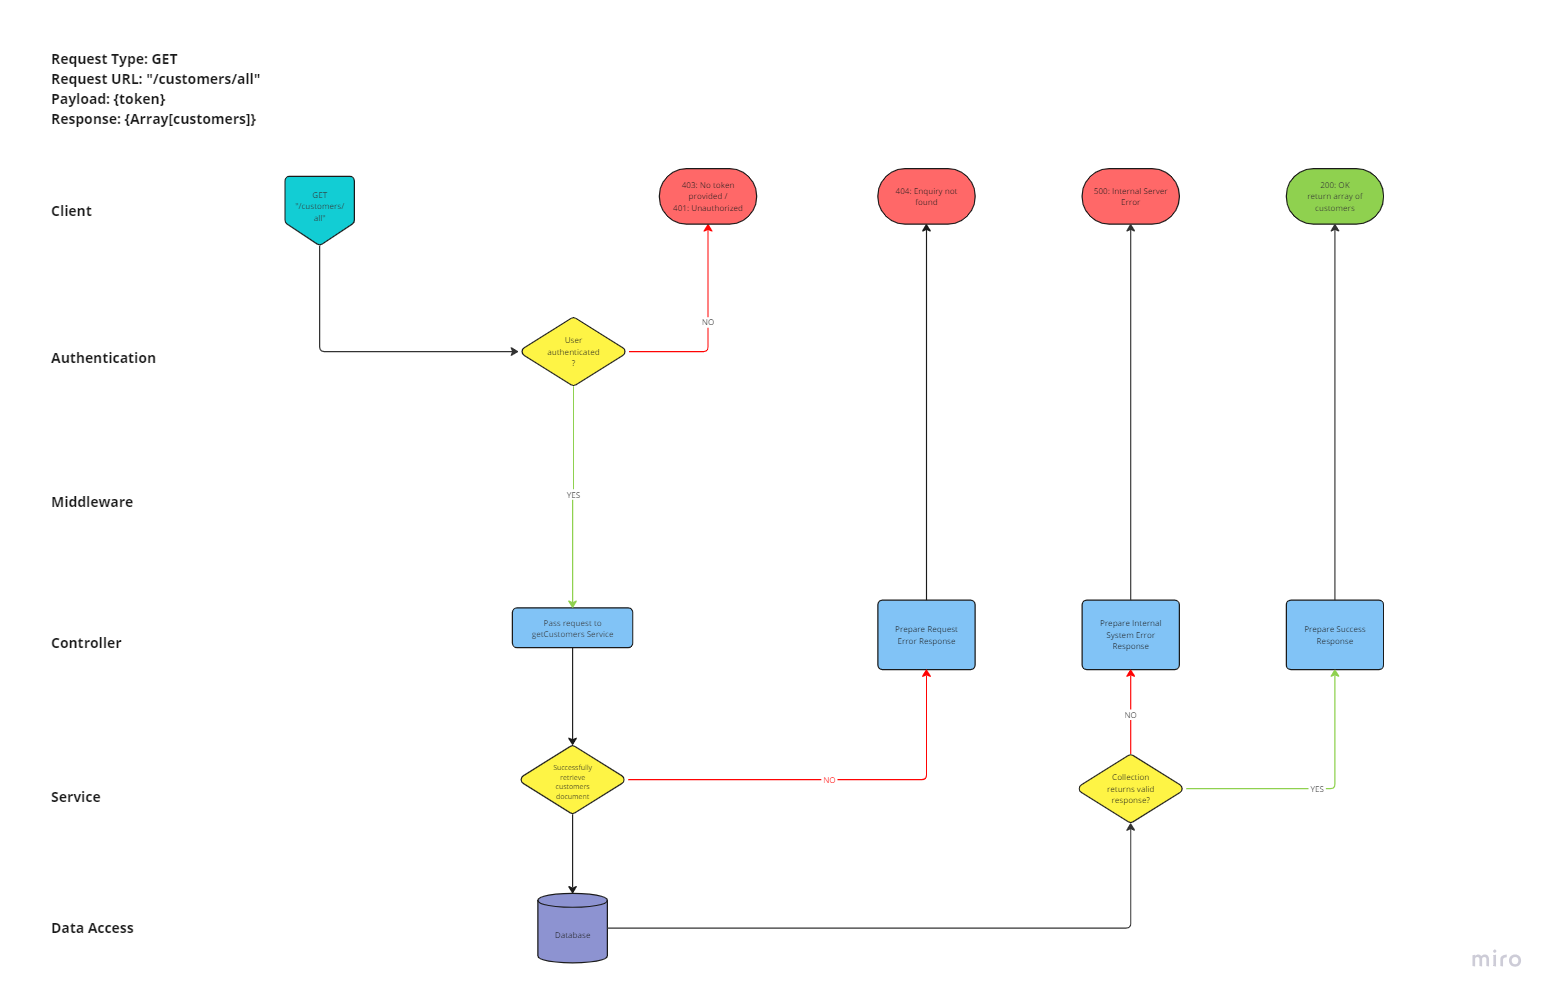 Request Type: GET
Request URL: "/customers/all"
Payload: {token}
Response: {Array[customers]}
Client
GET
"/customers/
all"
403: No token
provided /
401: Unauthorized
404: Enquiry not
found
500: Internal Server
Error
200: OK
return array of
customers
NO
Authentication
User
authenticated
?
Middleware
YES
Controller
Pass request to
getCustomers Service
Prepare Request
Error Response
Prepare Internal
System Error
Response
Prepare Success
Response
NO
Service
Successfully
retrieve
customers
document
NO
Collection
returns valid
response?
YES
Data Access
Database
miro